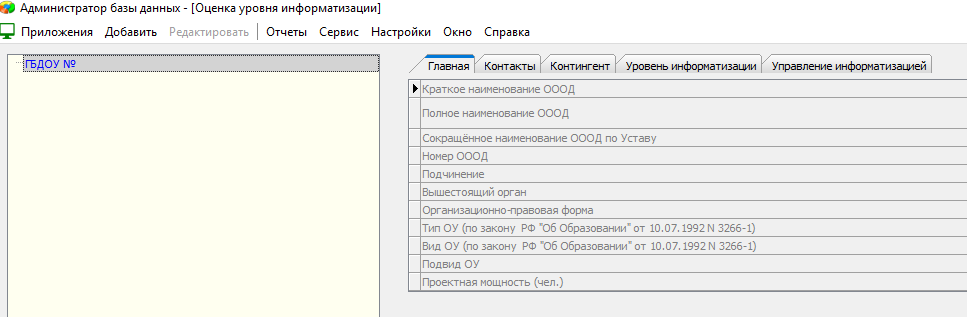 Администратор базы данных - [Оценка уровня информатизации]
Приложения Добавить Редактировать Отчеты Сервис Настройки Окно Справка
ГБДОУ №
Главная Контакты Контингент Уровень информатизации Управление информатизацией
Краткое наименование ОООД
Полное наименование ОООД
Сокращённое наименование ОООД по Уставу
Номер ОООД
Подчинение
Вышестоящий орган
Организационно-правовая форма
Тип ОУ (по закону РФ "Об Образовании" от 10.07.1992 N 3266-1)
Вид ОУ (по закону РФ "Об Образовании" от 10.07.1992 N 3266-1)
Подвид ОУ
Проектная мощность (чел.)